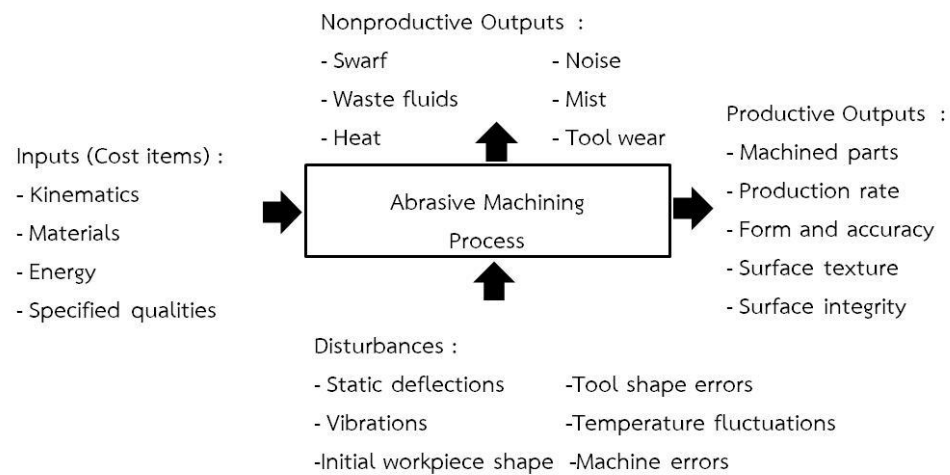 Nonproductive Outputs :
- Swarf - Noise
- Waste fluids - Mist
- Heat - Tool wear
Inputs (Cost items) :
- Kinematics
- Materials
- Energy
- Specified qualities
Abrasive Machining
Process
Productive Outputs :
- Machined parts
- Production rate
- Form and accuracy
- Surface texture
- Surface integrity
Disturbances :
- Static deflections -Tool shape errors
- Vibrations -Temperature fluctuations
-Initial workpiece shape -Machine errors